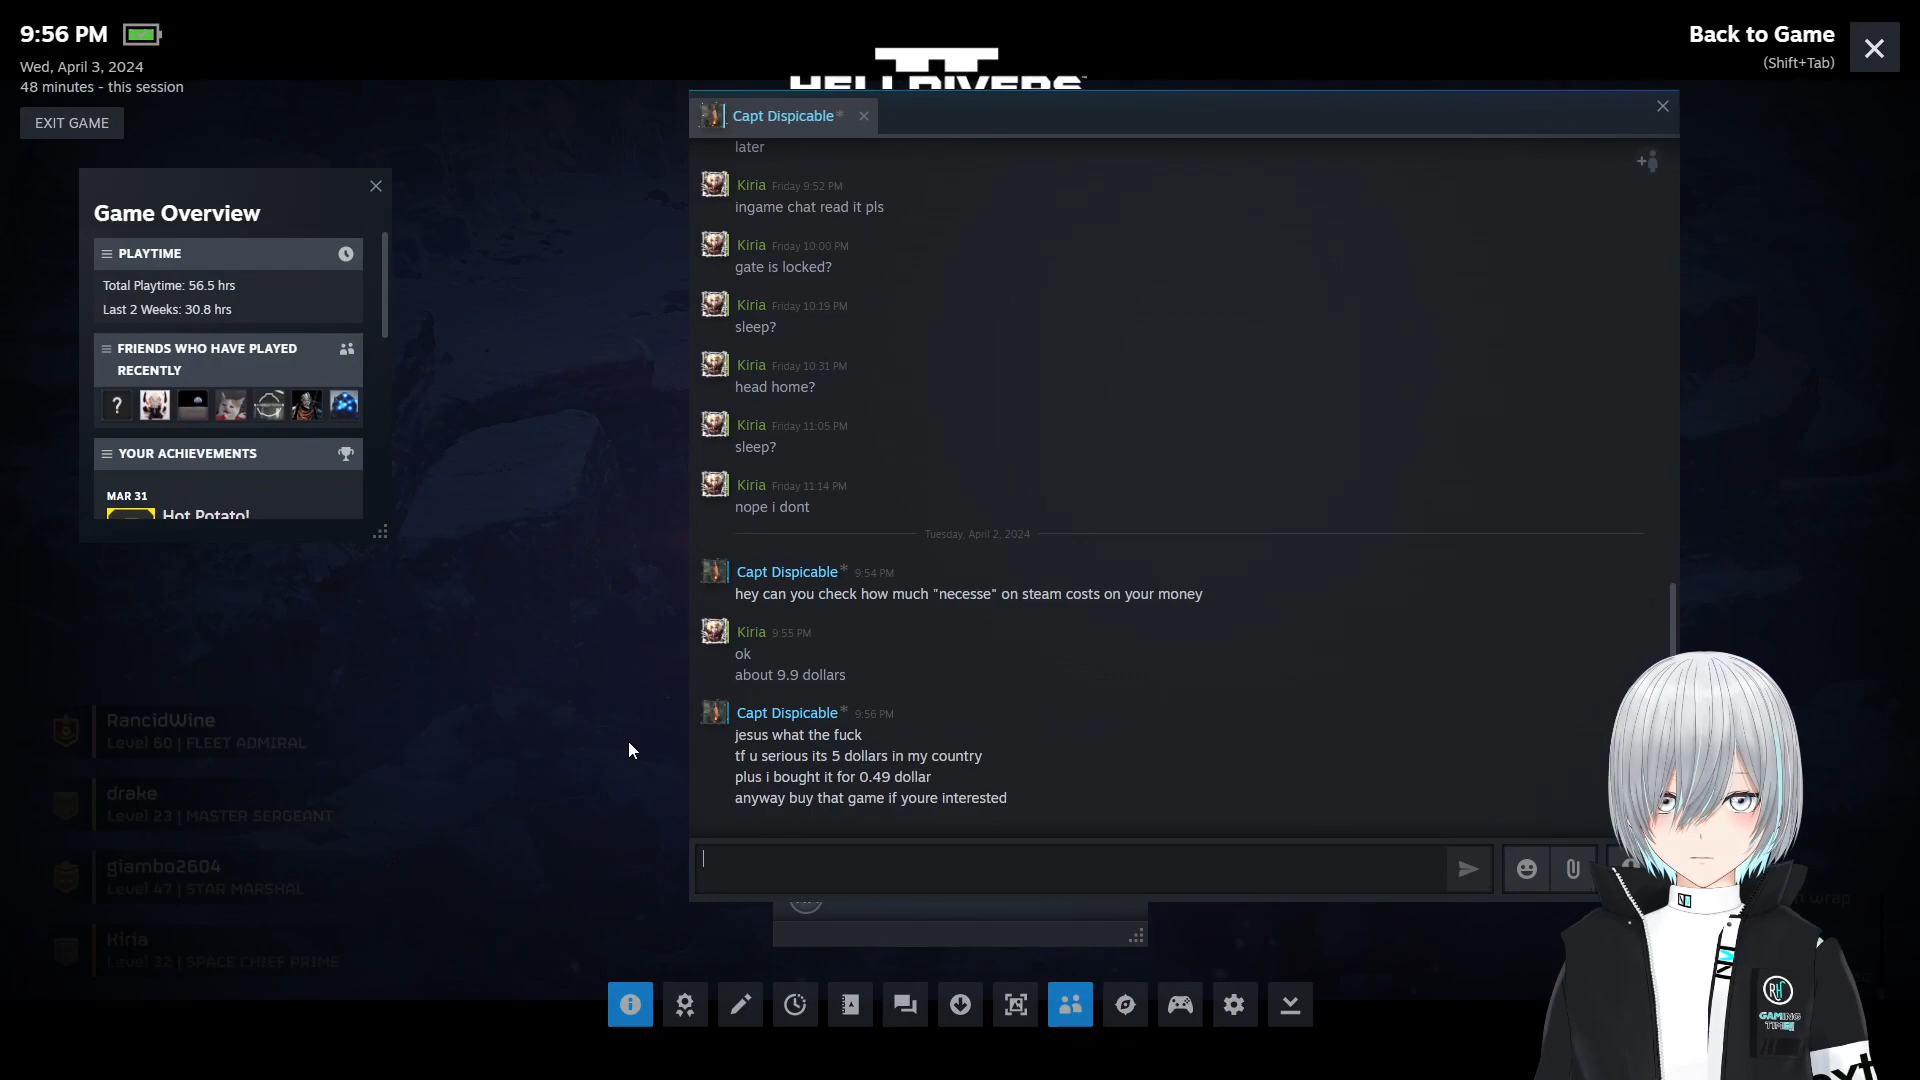 9:56 PM
Wed, April 3, 2024
48 minutes - this session
EXIT GAME
Back to Game
(Shift+Tab)
HELLDIVERS™
Game Overview
PLAYTIME
Total Playtime: 56.5 hrs
Last 2 Weeks: 30.8 hrs
FRIENDS WHO HAVE PLAYED
RECENTLY
?
YOUR ACHIEVEMENTS
MAR 31
Hot Potato!
RancidWine
Level 60 | FLEET ADMIRAL
drake
Level 23 | MASTER SERGEANT
giambo2604
Level 47 | STAR MARSHAL
Kiria
Level 32 | SPACE CHIEF PRIME
Capt Dispicable*
later
Kiria Friday 9:52 PM
ingame chat read it pls
Kiria Friday 10:00 PM
gate is locked?
Kiria Friday 10:19 PM
sleep?
Kiria Friday 10:31 PM
head home?
Kiria Friday 11:05 PM
sleep?
Kiria Friday 11:14 PM
nope i dont
Tuesday, April 2, 2024
Capt Dispicable* 9:54 PM
hey can you check how much "necesse" on steam costs on your money
Kiria 9:55 PM
ok
about 9.9 dollars
Capt Dispicable* 9:56 PM
jesus what the fuck
tf u serious its 5 dollars in my country
plus i bought it for 0.49 dollar
anyway buy that game if youre interested
wrap
GAMING
TIME